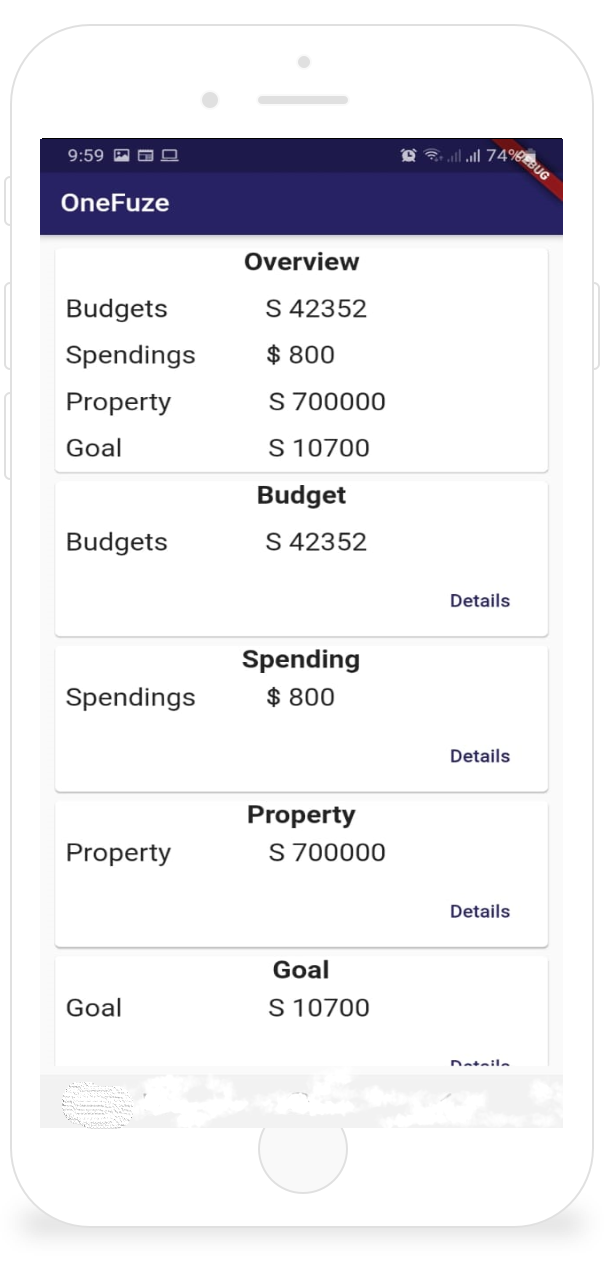 9:59 74%
DEBUG
OneFuze
Overview
Budgets S 42352
Spendings $ 800
Property S 700000
Goal S 10700
Budget
Budgets S 42352
Details
Spending
Spendings $ 800
Details
Property
Property S 700000
Details
Goal
Goal S 10700
Details